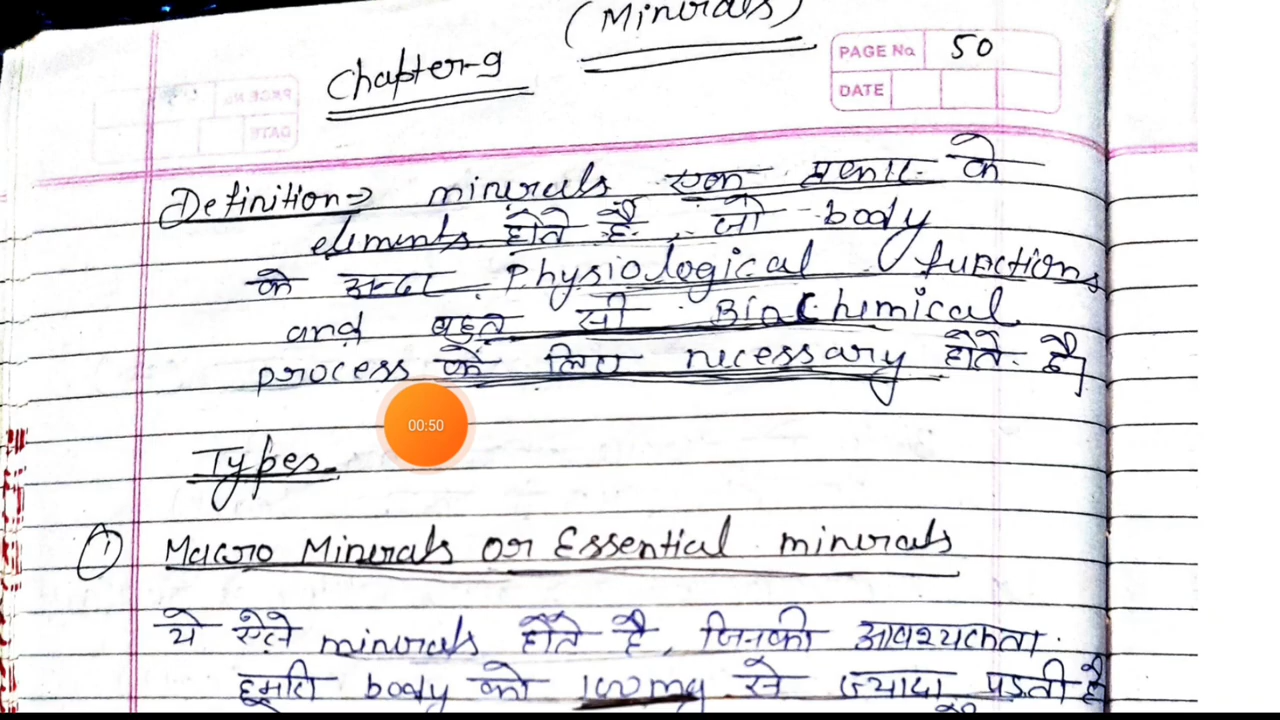 (Minerals)
Chapter-9
PAGE No. 50
DATE
Definition⇒ minerals एक प्रकार के
elements होते हैं, जो body
के अन्दर Physiological functions
and बहुत सी BioChemical
process के लिए necessary होते है।
00:50
Types
① Macro Minerals or Essential minerals
ये ऐसे minerals होते है, जिनकी आवश्यकता
हमारी body को 100mg से ज्यादा पडती है